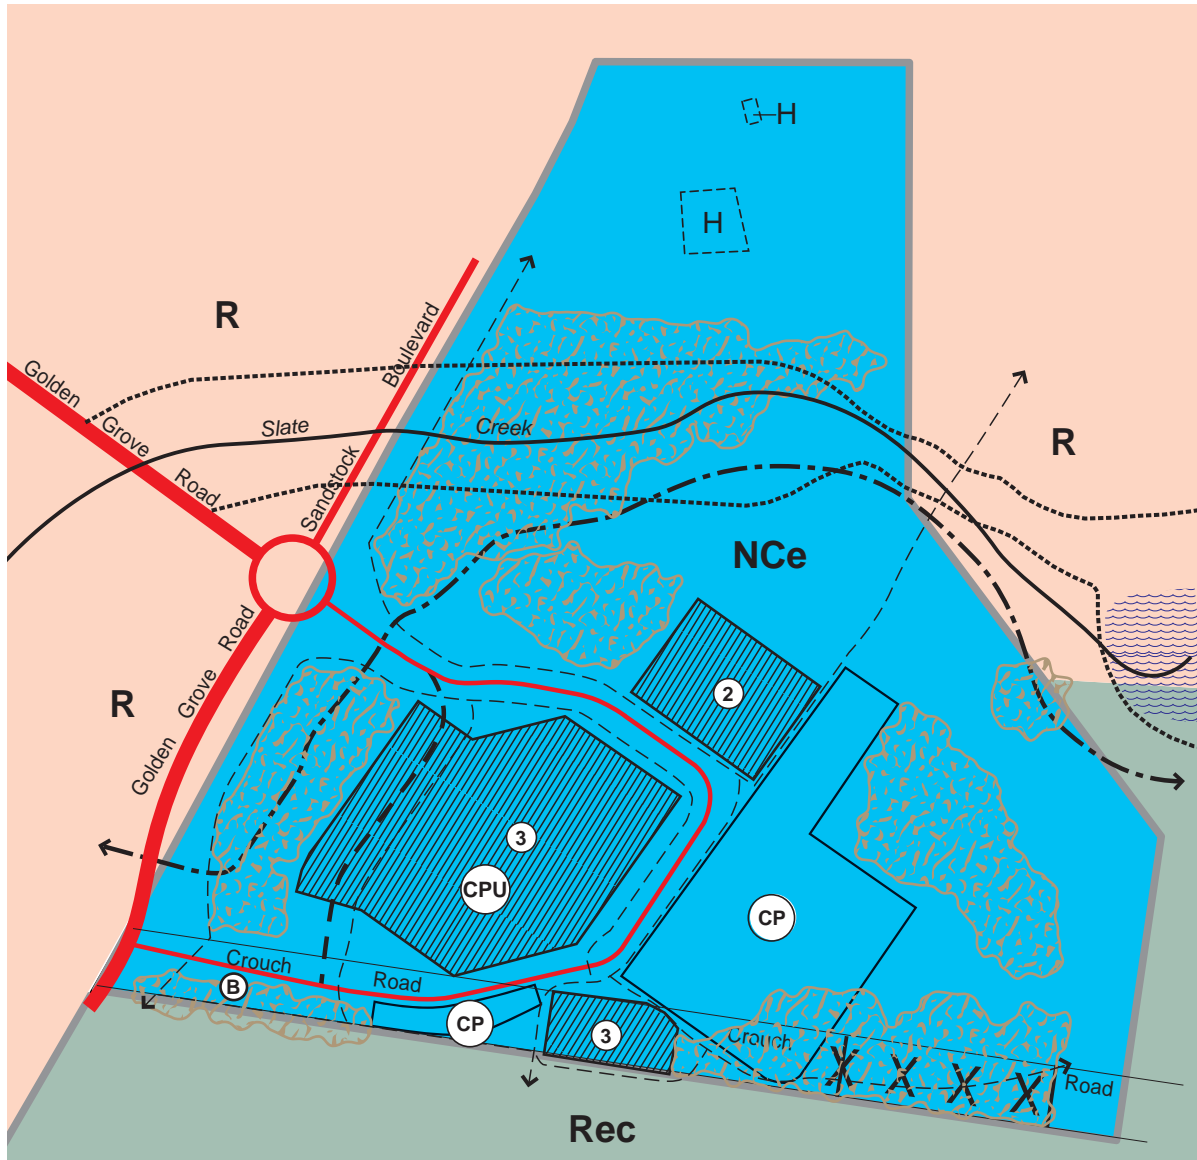 H
H
R
Boulevard
Golden
Grove
Road
Slate
Creek
Sandstock
R
NCe
Road
Grove
Golden
R
2
3
CPU
CP
Crouch
Road
B
CP
3
Crouch
X X X X
Road
Rec